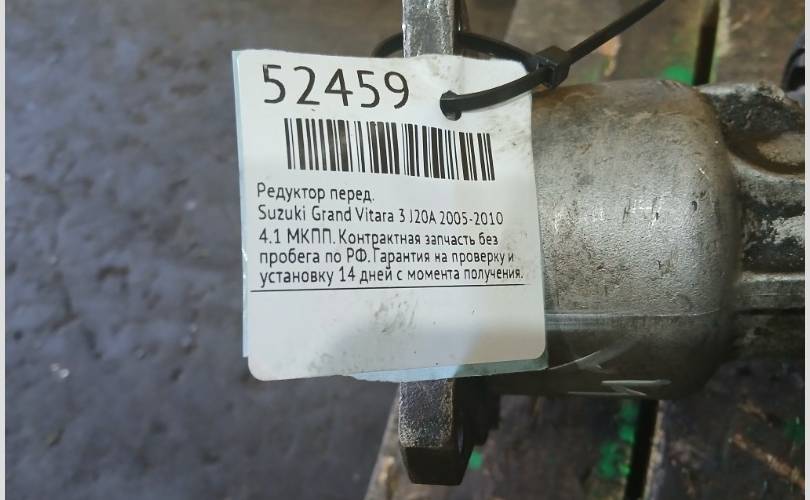 52459
Редуктор перед.
Suzuki Grand Vitara 3 J20A 2005-2010
4.1 МКПП. Контрактная запчасть без
пробега по РФ. Гарантия на проверку и
установку 14 дней с момента получения.